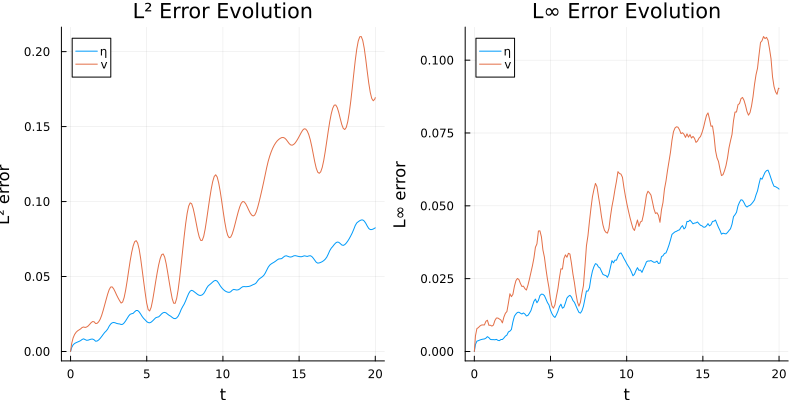 L² Error Evolution
η
v
0.20
0.15
0.10
0.05
0.00
L² error
0
5
10
15
20
t
L∞ Error Evolution
η
v
0.100
0.075
0.050
0.025
0.000
L∞ error
0
5
10
15
20
t